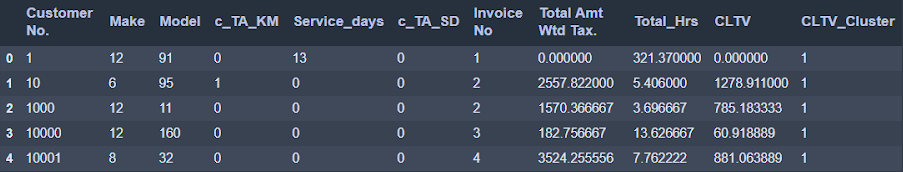 Customer No. Make Model c_TA_KM Service_days c_TA_SD Invoice No Total Amt Wtd Tax. Total_Hrs CLTV CLTV_Cluster
0 1 12 91 0 13 0 1 0.000000 321.370000 0.000000 1
1 10 6 95 1 0 0 2 2557.822000 5.406000 1278.911000 1
2 1000 12 11 0 0 0 2 1570.366667 3.696667 785.183333 1
3 10000 12 160 0 0 0 3 182.756667 13.626667 60.918889 1
4 10001 8 32 0 0 0 4 3524.255556 7.762222 881.063889 1